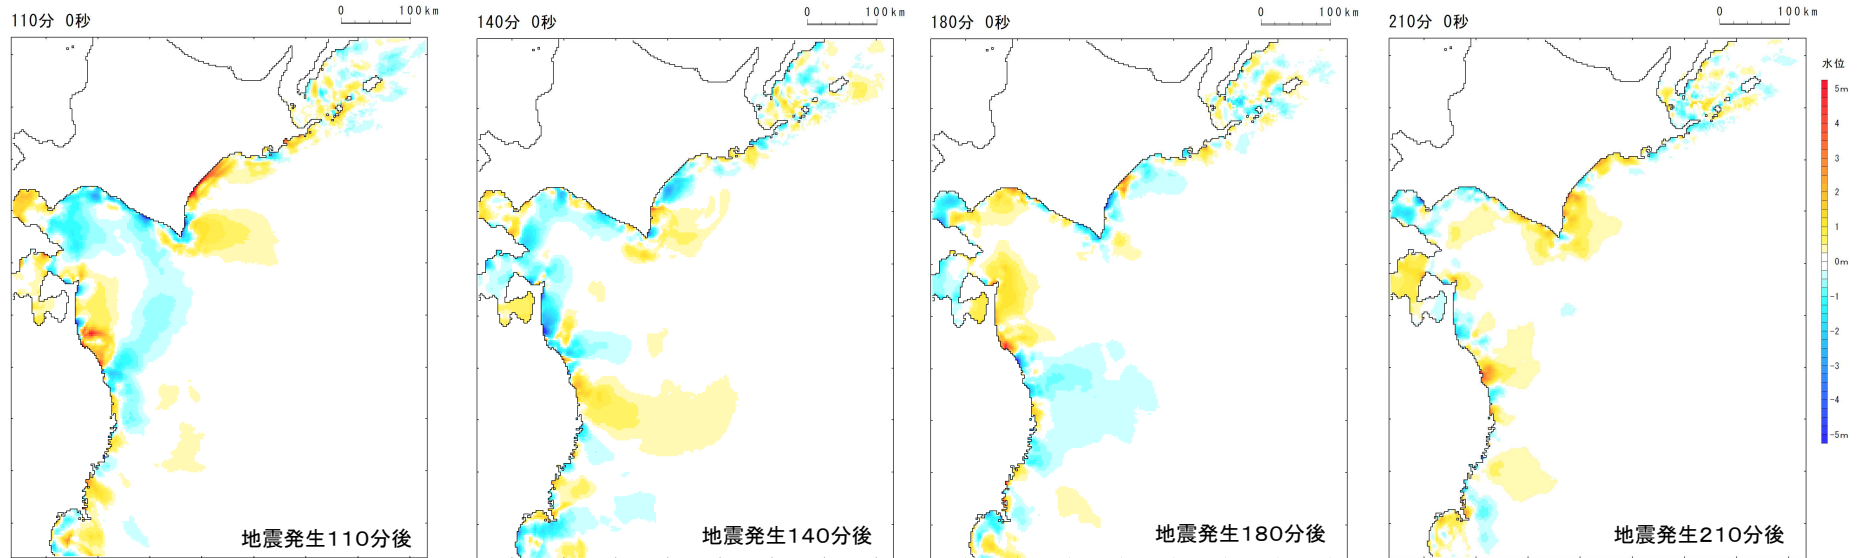 110分 0秒
0 100km
地震発生110分後
140分 0秒
0 100km
地震発生140分後
180分 0秒
0 100km
地震発生180分後
210分 0秒
0 100km
地震発生210分後
水位
5m
4
3
2
1
0m
-1
-2
-3
-4
-5m